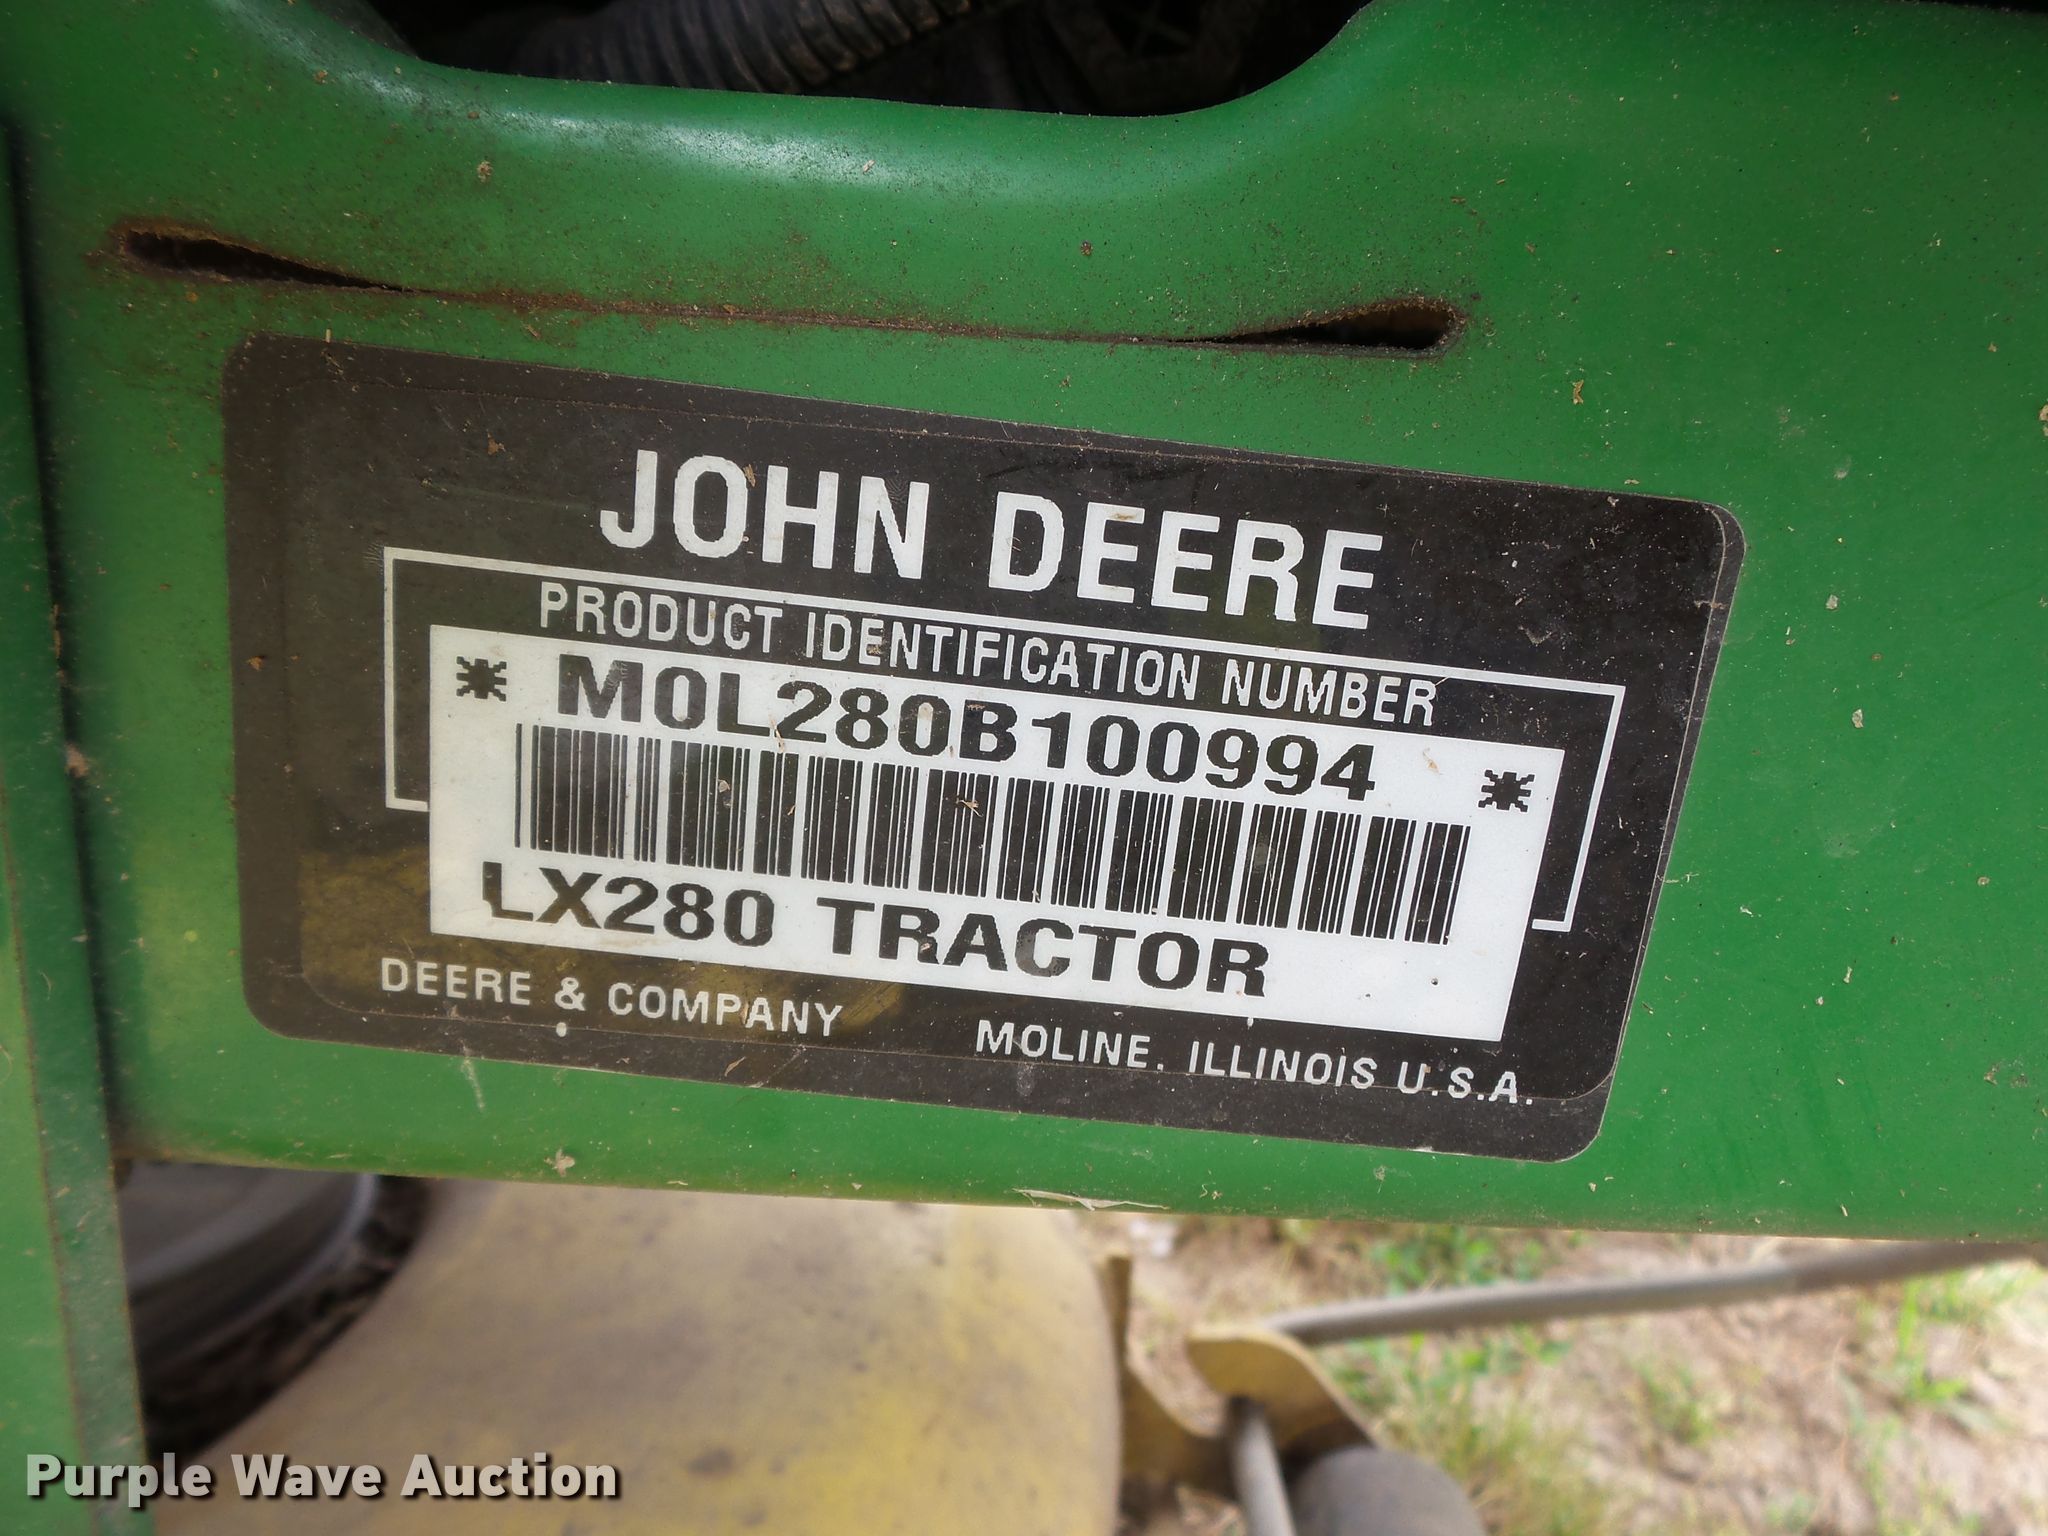 JOHN DEERE
PRODUCT IDENTIFICATION NUMBER
* M0L280B100994 *
LX280 TRACTOR
DEERE & COMPANY
MOLINE, ILLINOIS U.S.A.
Purple Wave Auction